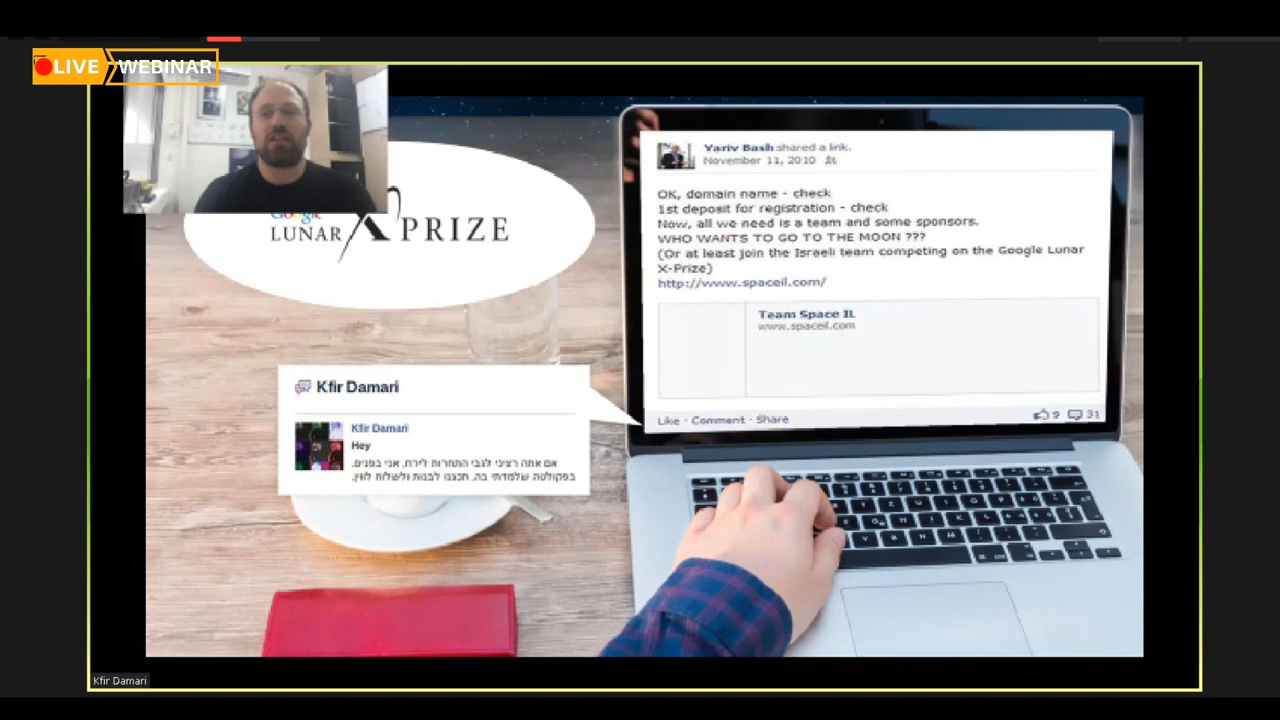 LIVE WEBINAR
Google
LUNAR XPRIZE
Yariv Bash shared a link.
November 11, 2010
OK, domain name - check
1st deposit for registration - check
Now, all we need is a team and some sponsors.
WHO WANTS TO GO TO THE MOON ???
(Or at least join the Israeli team competing on the Google Lunar
X-Prize)
http://www.spaceil.com/
Team Space IL
www.spaceil.com
Like · Comment · Share
9 31
Kfir Damari
Kfir Damari
Hey
אם אתה רציני לגבי התחרות לירח, אני בפנים.
בפקולטה שלמדתי בה, תכננו לבנות ולשלוח לווין.
Kfir Damari